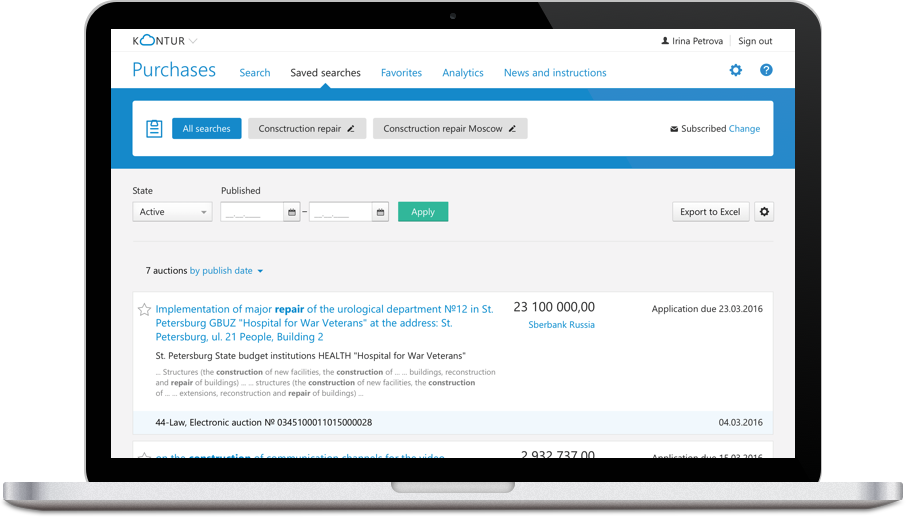 KONTUR
Irina Petrova Sign out
Purchases Search Saved searches Favorites Analytics News and instructions
All searches Consctruction repair Consctruction repair Moscow Subscribed Change
State Published
Active __.__.____ – __.__.____ Apply Export to Excel
7 auctions by publish date
Implementation of major repair of the urological department №12 in St. 23 100 000,00 Application due 23.03.2016
Petersburg GBUZ "Hospital for War Veterans" at the address: St. Sberbank Russia
Petersburg, ul. 21 People, Building 2
St. Petersburg State budget institutions HEALTH "Hospital for War Veterans"
... Structures (the construction of new facilities, the construction of ... ... buildings, reconstruction
and repair of buildings) ... ... structures (the construction of new facilities, the construction
of ... ... extensions, reconstruction and repair of buildings) ...
44-Law, Electronic auction № 0345100011015000028 04.03.2016
on the construction of communication channels for the video 2 932 737,00 Application due 15.03.2016